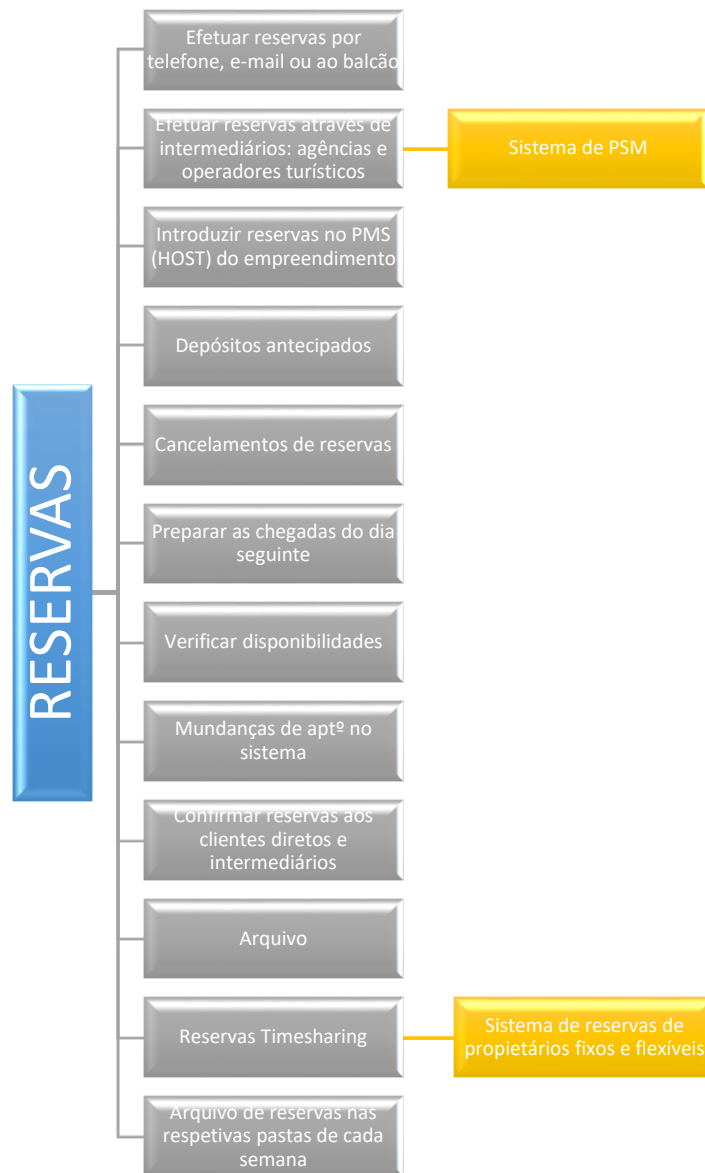 RESERVAS
Efetuar reservas por
telefone, e-mail ou ao balcão
Efetuar reservas através de
intermediários: agências e
operadores turísticos
Sistema de PSM
Introduzir reservas no PMS
(HOST) do empreendimento
Depósitos antecipados
Cancelamentos de reservas
Preparar as chegadas do dia
seguinte
Verificar disponibilidades
Mundanças de aptº no
sistema
Confirmar reservas aos
clientes diretos e
intermediários
Arquivo
Reservas Timesharing
Sistema de reservas de
propietários fixos e flexíveis
Arquivo de reservas nas
respetivas pastas de cada
semana